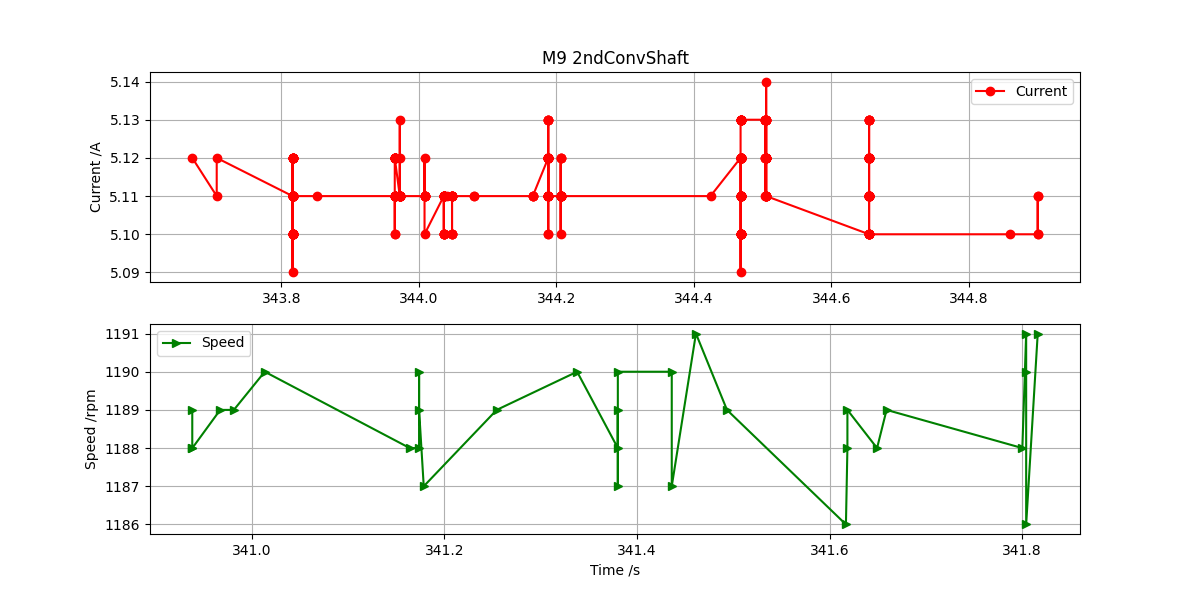 M9 2ndConvShaft
Current /A
5.14
5.13
5.12
5.11
5.10
5.09
Current
343.8 344.0 344.2 344.4 344.6 344.8
Speed /rpm
1191
1190
1189
1188
1187
1186
Speed
341.0 341.2 341.4 341.6 341.8
Time /s